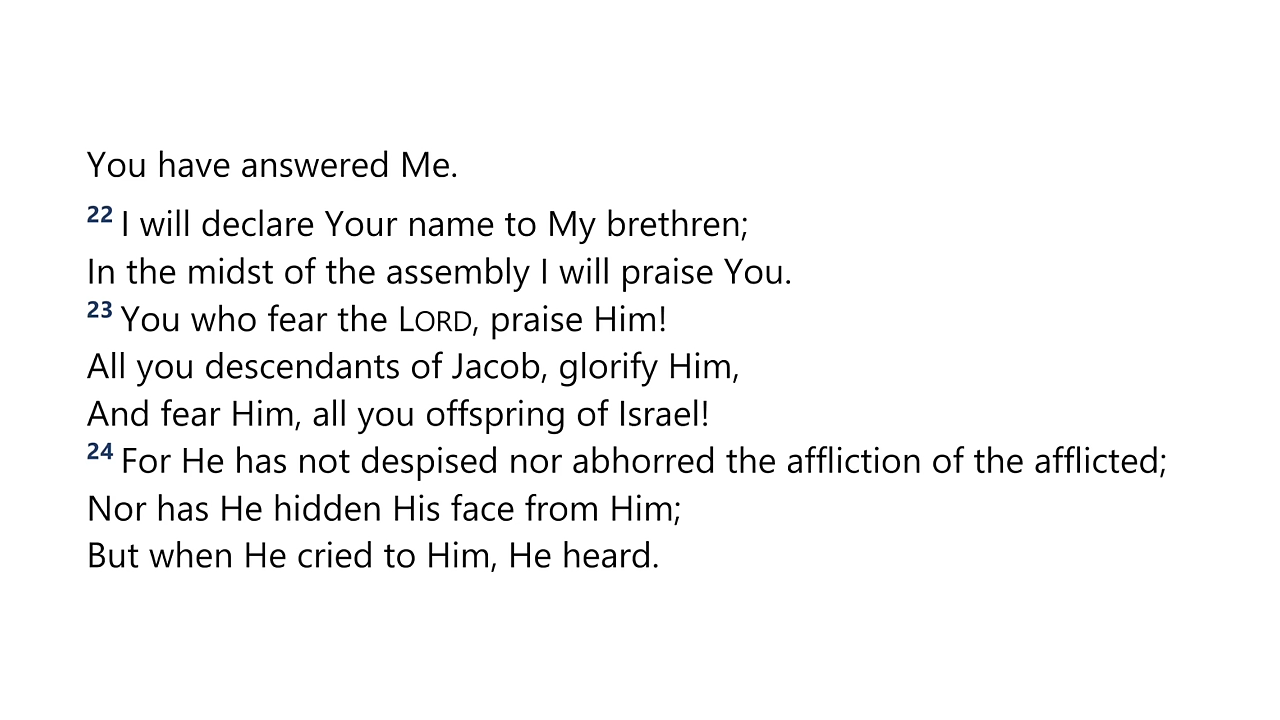 You have answered Me.
22 I will declare Your name to My brethren;
In the midst of the assembly I will praise You.
23 You who fear the LORD, praise Him!
All you descendants of Jacob, glorify Him,
And fear Him, all you offspring of Israel!
24 For He has not despised nor abhorred the affliction of the afflicted;
Nor has He hidden His face from Him;
But when He cried to Him, He heard.